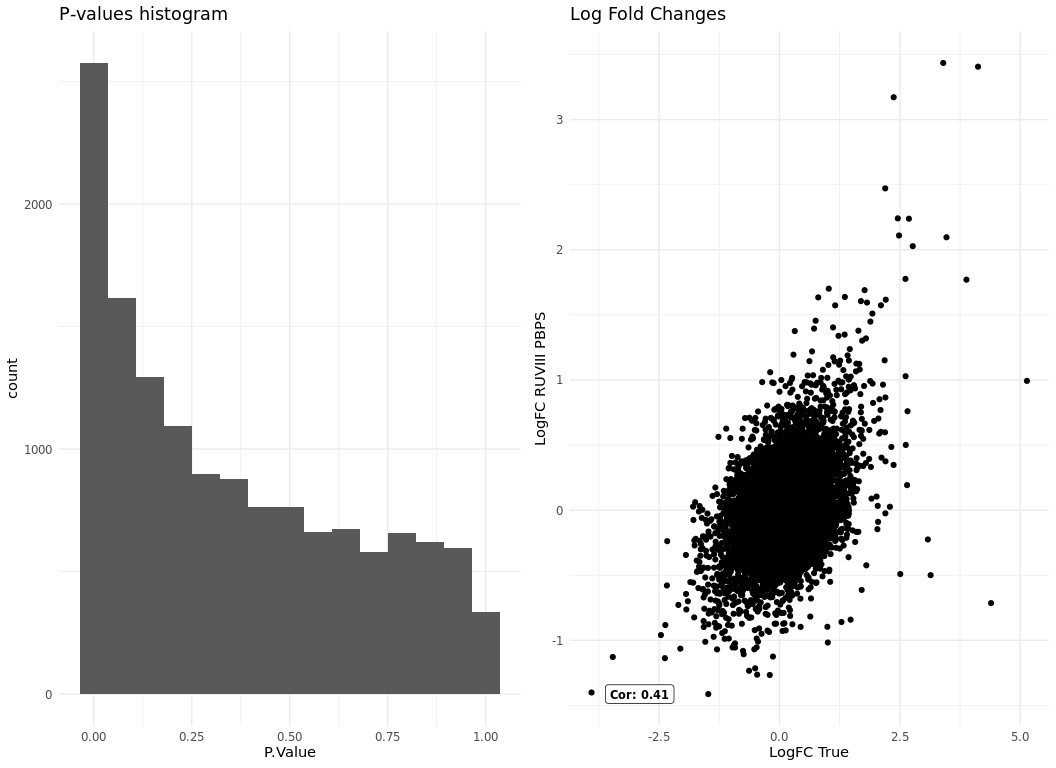 P-values histogram
count
2000
1000
0
0.00 0.25 0.50 0.75 1.00
P.Value
Log Fold Changes
LogFC RUVIII PBPS
3
2
1
0
-1
Cor: 0.41
-2.5 0.0 2.5 5.0
LogFC True